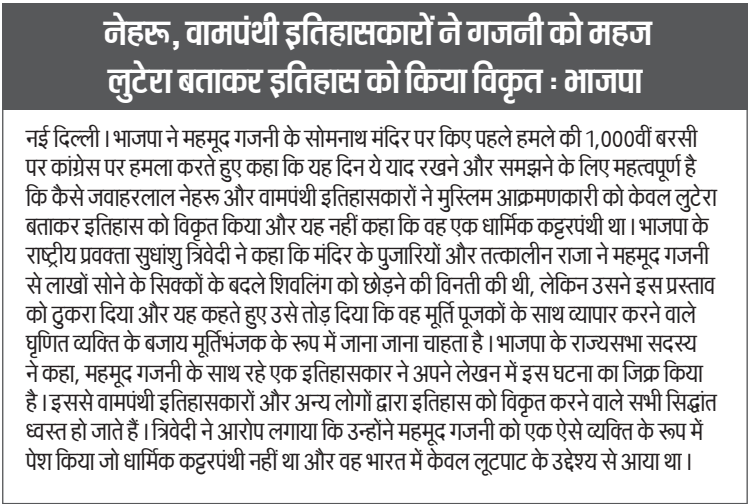 नेहरू, वामपंथी इतिहासकारों ने गजनी को महज
लुटेरा बताकर इतिहास को किया विकृत : भाजपा
नई दिल्ली। भाजपा ने महमूद गजनी के सोमनाथ मंदिर पर किए पहले हमले की 1,000वीं बरसी
पर कांग्रेस पर हमला करते हुए कहा कि यह दिन ये याद रखने और समझने के लिए महत्वपूर्ण है
कि कैसे जवाहरलाल नेहरू और वामपंथी इतिहासकारों ने मुस्लिम आक्रमणकारी को केवल लुटेरा
बताकर इतिहास को विकृत किया और यह नहीं कहा कि वह एक धार्मिक कट्टरपंथी था। भाजपा के
राष्ट्रीय प्रवक्ता सुधांशु त्रिवेदी ने कहा कि मंदिर के पुजारियों और तत्कालीन राजा ने महमूद गजनी
से लाखों सोने के सिक्कों के बदले शिवलिंग को छोड़ने की विनती की थी, लेकिन उसने इस प्रस्ताव
को ठुकरा दिया और यह कहते हुए उसे तोड़ दिया कि वह मूर्ति पूजकों के साथ व्यापार करने वाले
घृणित व्यक्ति के बजाय मूर्तिभंजक के रूप में जाना जाना चाहता है। भाजपा के राज्यसभा सदस्य
ने कहा, महमूद गजनी के साथ रहे एक इतिहासकार ने अपने लेखन में इस घटना का जिक्र किया
है। इससे वामपंथी इतिहासकारों और अन्य लोगों द्वारा इतिहास को विकृत करने वाले सभी सिद्धांत
ध्वस्त हो जाते हैं। त्रिवेदी ने आरोप लगाया कि उन्होंने महमूद गजनी को एक ऐसे व्यक्ति के रूप में
पेश किया जो धार्मिक कट्टरपंथी नहीं था और वह भारत में केवल लूटपाट के उद्देश्य से आया था।